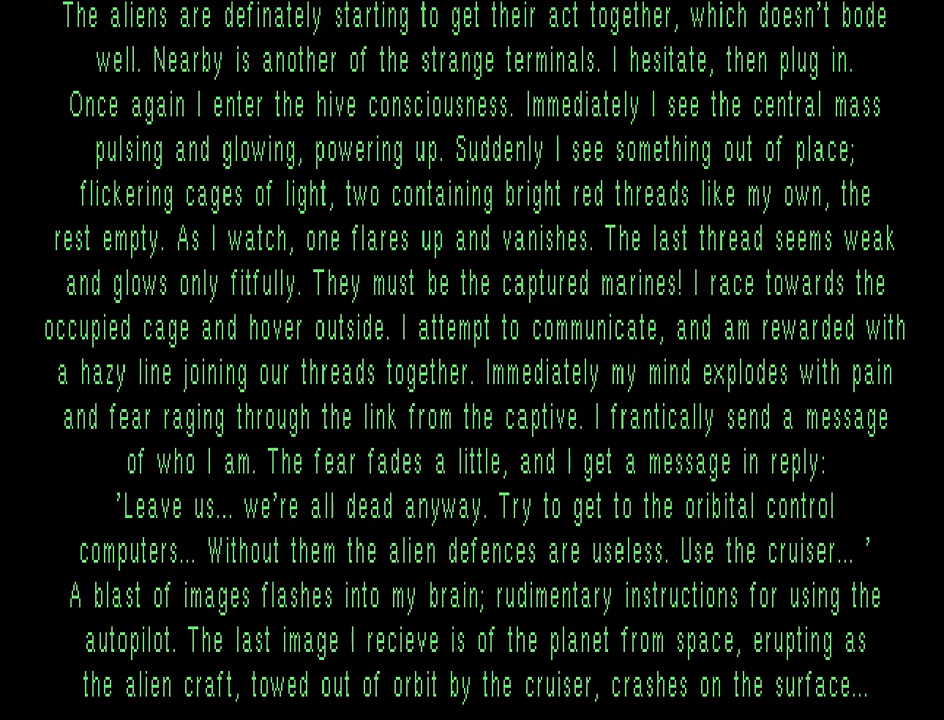 The aliens are definately starting to get their act together, which doesn't bode
well. Nearby is another of the strange terminals. I hesitate, then plug in.
Once again I enter the hive consciousness. Immediately I see the central mass
pulsing and glowing, powering up. Suddenly I see something out of place;
flickering cages of light, two containing bright red threads like my own, the
rest empty. As I watch, one flares up and vanishes. The last thread seems weak
and glows only fitfully. They must be the captured marines! I race towards the
occupied cage and hover outside. I attempt to communicate, and am rewarded with
a hazy line joining our threads together. Immediately my mind explodes with pain
and fear raging through the link from the captive. I frantically send a message
of who I am. The fear fades a little, and I get a message in reply:
'Leave us... we're all dead anyway. Try to get to the oribital control
computers... Without them the alien defences are useless. Use the cruiser... '
A blast of images flashes into my brain; rudimentary instructions for using the
autopilot. The last image I recieve is of the planet from space, erupting as
the alien craft, towed out of orbit by the cruiser, crashes on the surface...